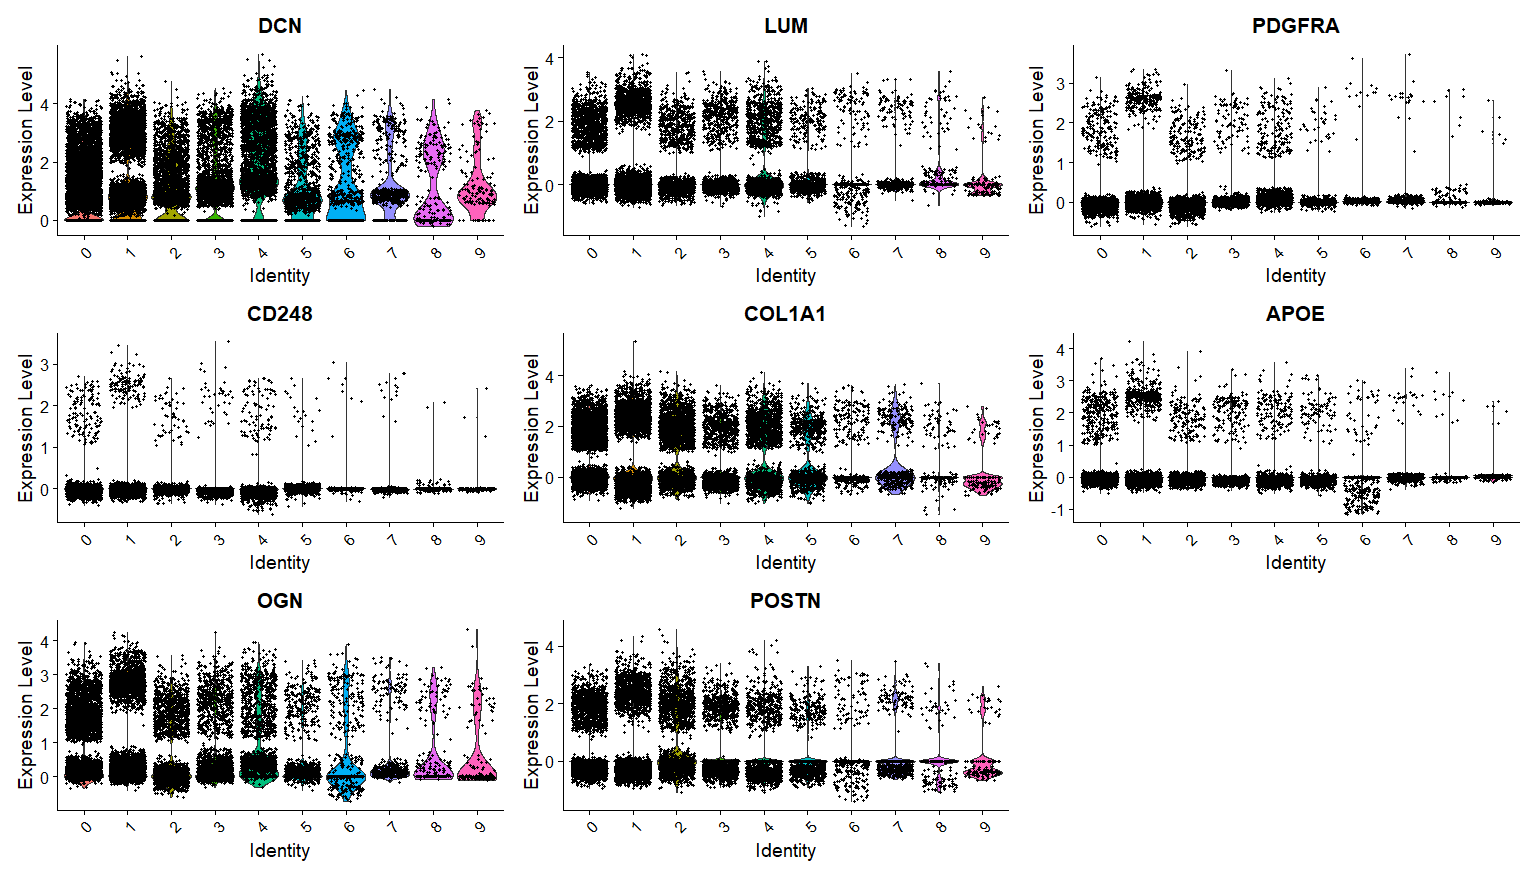 DCN
Expression Level
4
2
0
0 1 2 3 4 5 6 7 8 9
Identity
LUM
Expression Level
4
2
0
0 1 2 3 4 5 6 7 8 9
Identity
PDGFRA
Expression Level
3
2
1
0
0 1 2 3 4 5 6 7 8 9
Identity
CD248
Expression Level
3
2
1
0
0 1 2 3 4 5 6 7 8 9
Identity
COL1A1
Expression Level
4
2
0
0 1 2 3 4 5 6 7 8 9
Identity
APOE
Expression Level
4
3
2
1
0
-1
0 1 2 3 4 5 6 7 8 9
Identity
OGN
Expression Level
4
3
2
1
0
0 1 2 3 4 5 6 7 8 9
Identity
POSTN
Expression Level
4
2
0
0 1 2 3 4 5 6 7 8 9
Identity